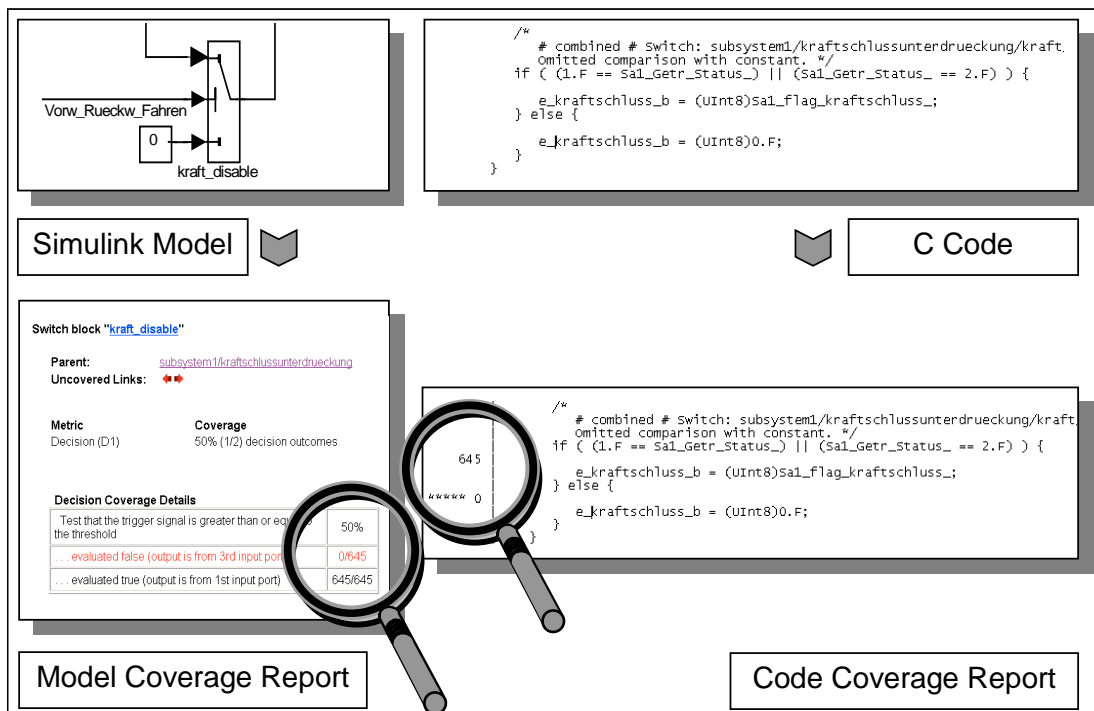 Vorw_Rueckw_Fahren
0
kraft_disable
/*
# combined # Switch: subsystem1/kraftschlussunterdrueckung/kraft_
Omitted comparison with constant. */
if ( (1.F == Sa1_Getr_Status_) || (Sa1_Getr_Status_ == 2.F) ) {
e_kraftschluss_b = (UInt8)Sa1_flag_kraftschluss_;
} else {
e_kraftschluss_b = (UInt8)0.F;
}
}
Simulink Model
C Code
Switch block "kraft_disable"
Parent: subsystem1/kraftschlussunterdrueckung
Uncovered Links:
Metric Coverage
Decision (D1) 50% (1/2) decision outcomes
Decision Coverage Details
Test that the trigger signal is greater than or
the threshold 50%
... evaluated false (output is from 3rd input port) 0/645
... evaluated true (output is from 1st input port) 645/645
/*
# combined # Switch: subsystem1/kraftschlussunterdrueckung/kraft_
Omitted comparison with constant. */
if ( (1.F == Sa1_Getr_Status_) || (Sa1_Getr_Status_ == 2.F) ) {
645 e_kraftschluss_b = (UInt8)Sa1_flag_kraftschluss_;
} else {
***** 0 e_kraftschluss_b = (UInt8)0.F;
}
}
Model Coverage Report
Code Coverage Report